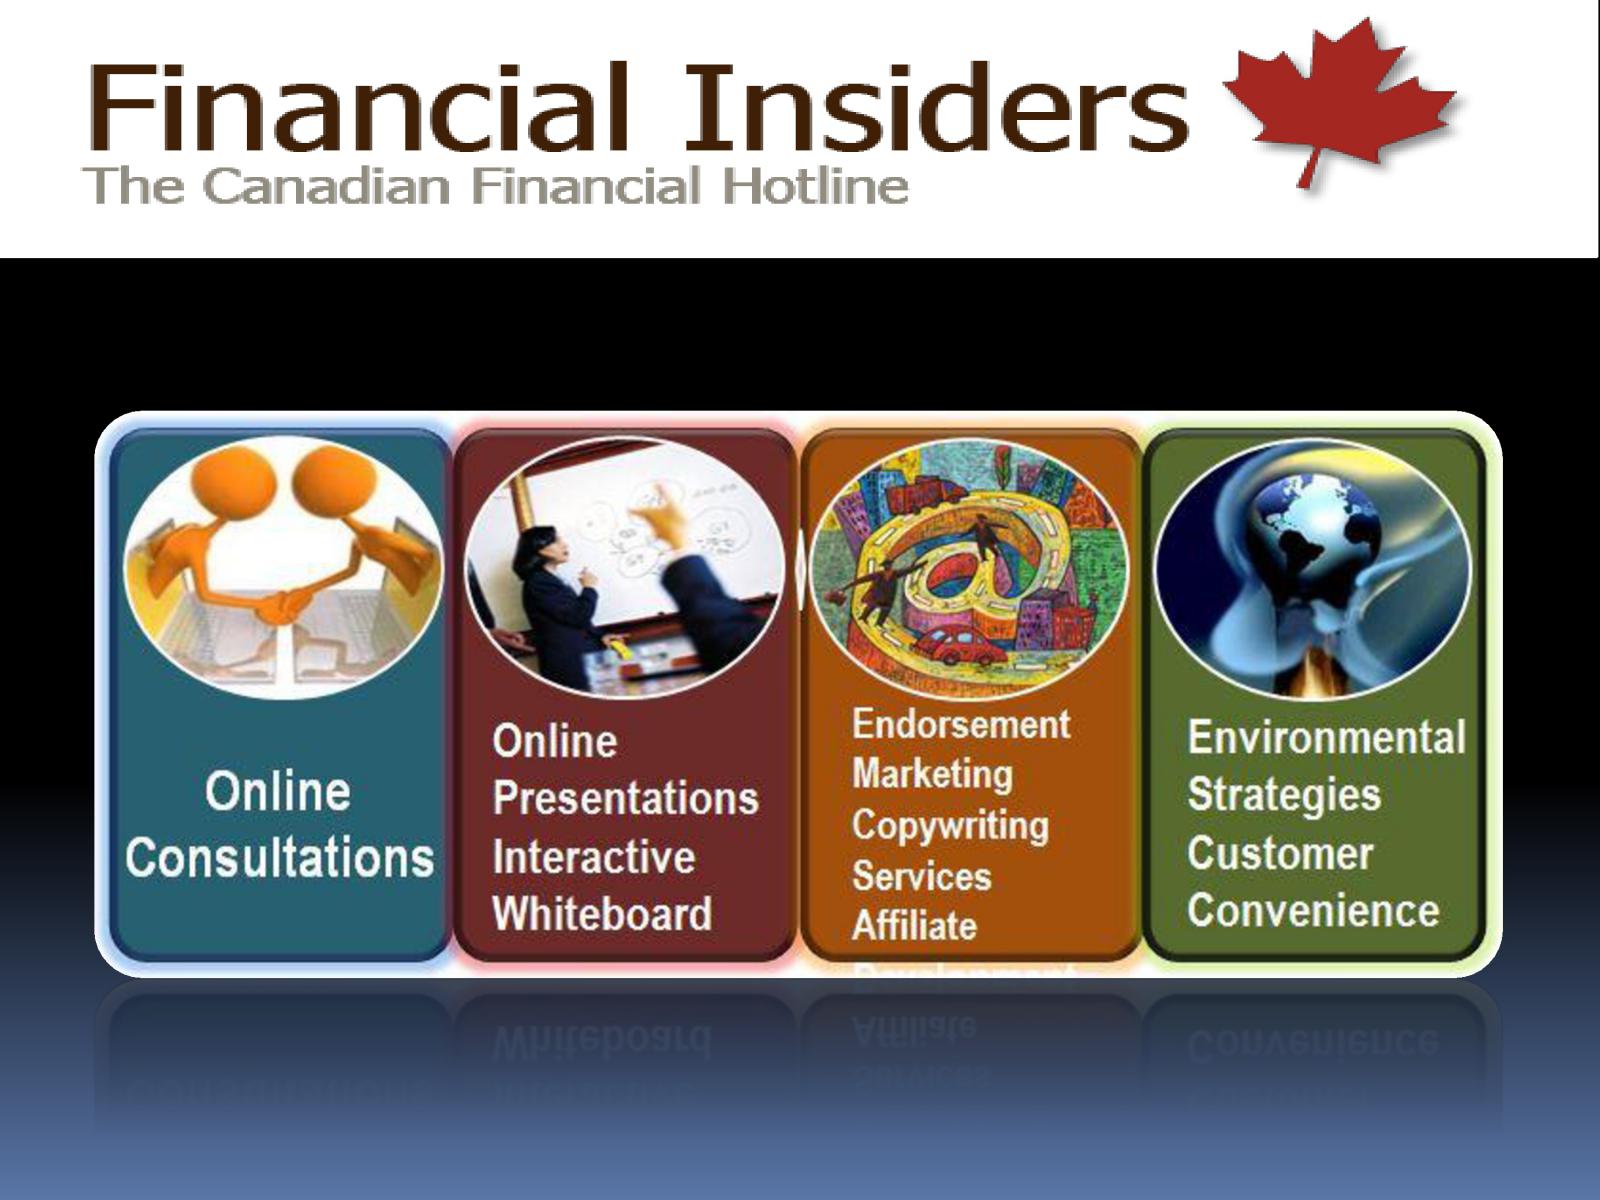 Financial Insiders
The Canadian Financial Hotline
Online
Consultations
Online
Presentations
Interactive
Whiteboard
Endorsement
Marketing
Copywriting
Services
Affiliate
Environmental
Strategies
Customer
Convenience